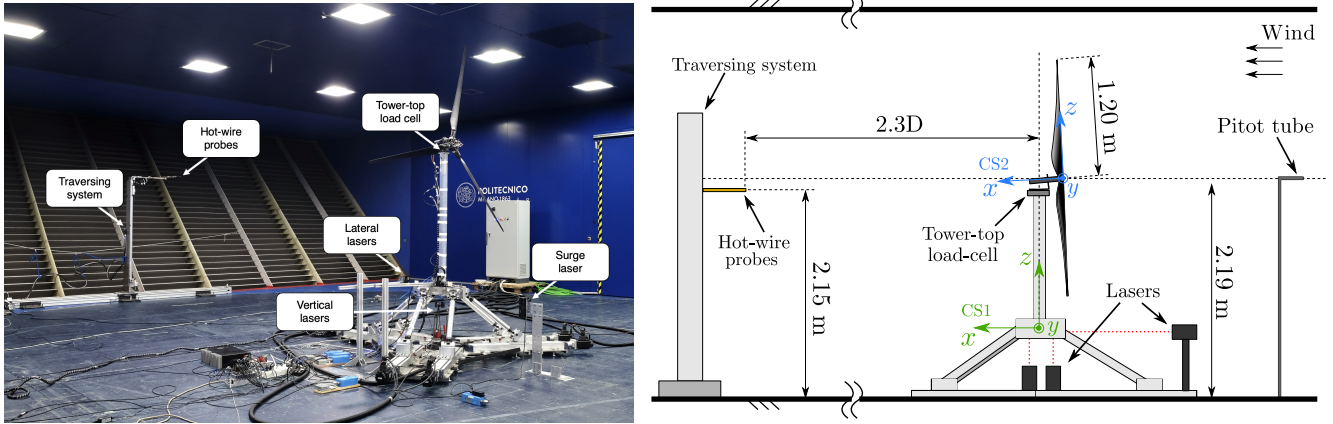 Hot-wire
probes
Traversing
system
Tower-top
load cell
POLITECNICO
MILANO 1863
Lateral
lasers
Surge
laser
Vertical
lasers
Wind
Traversing system
1.20 m
2.3D
Pitot tube
z
CS2
x
y
Hot-wire
probes
Tower-top
load-cell
2.15 m
2.19 m
z
Lasers
CS1
x
y